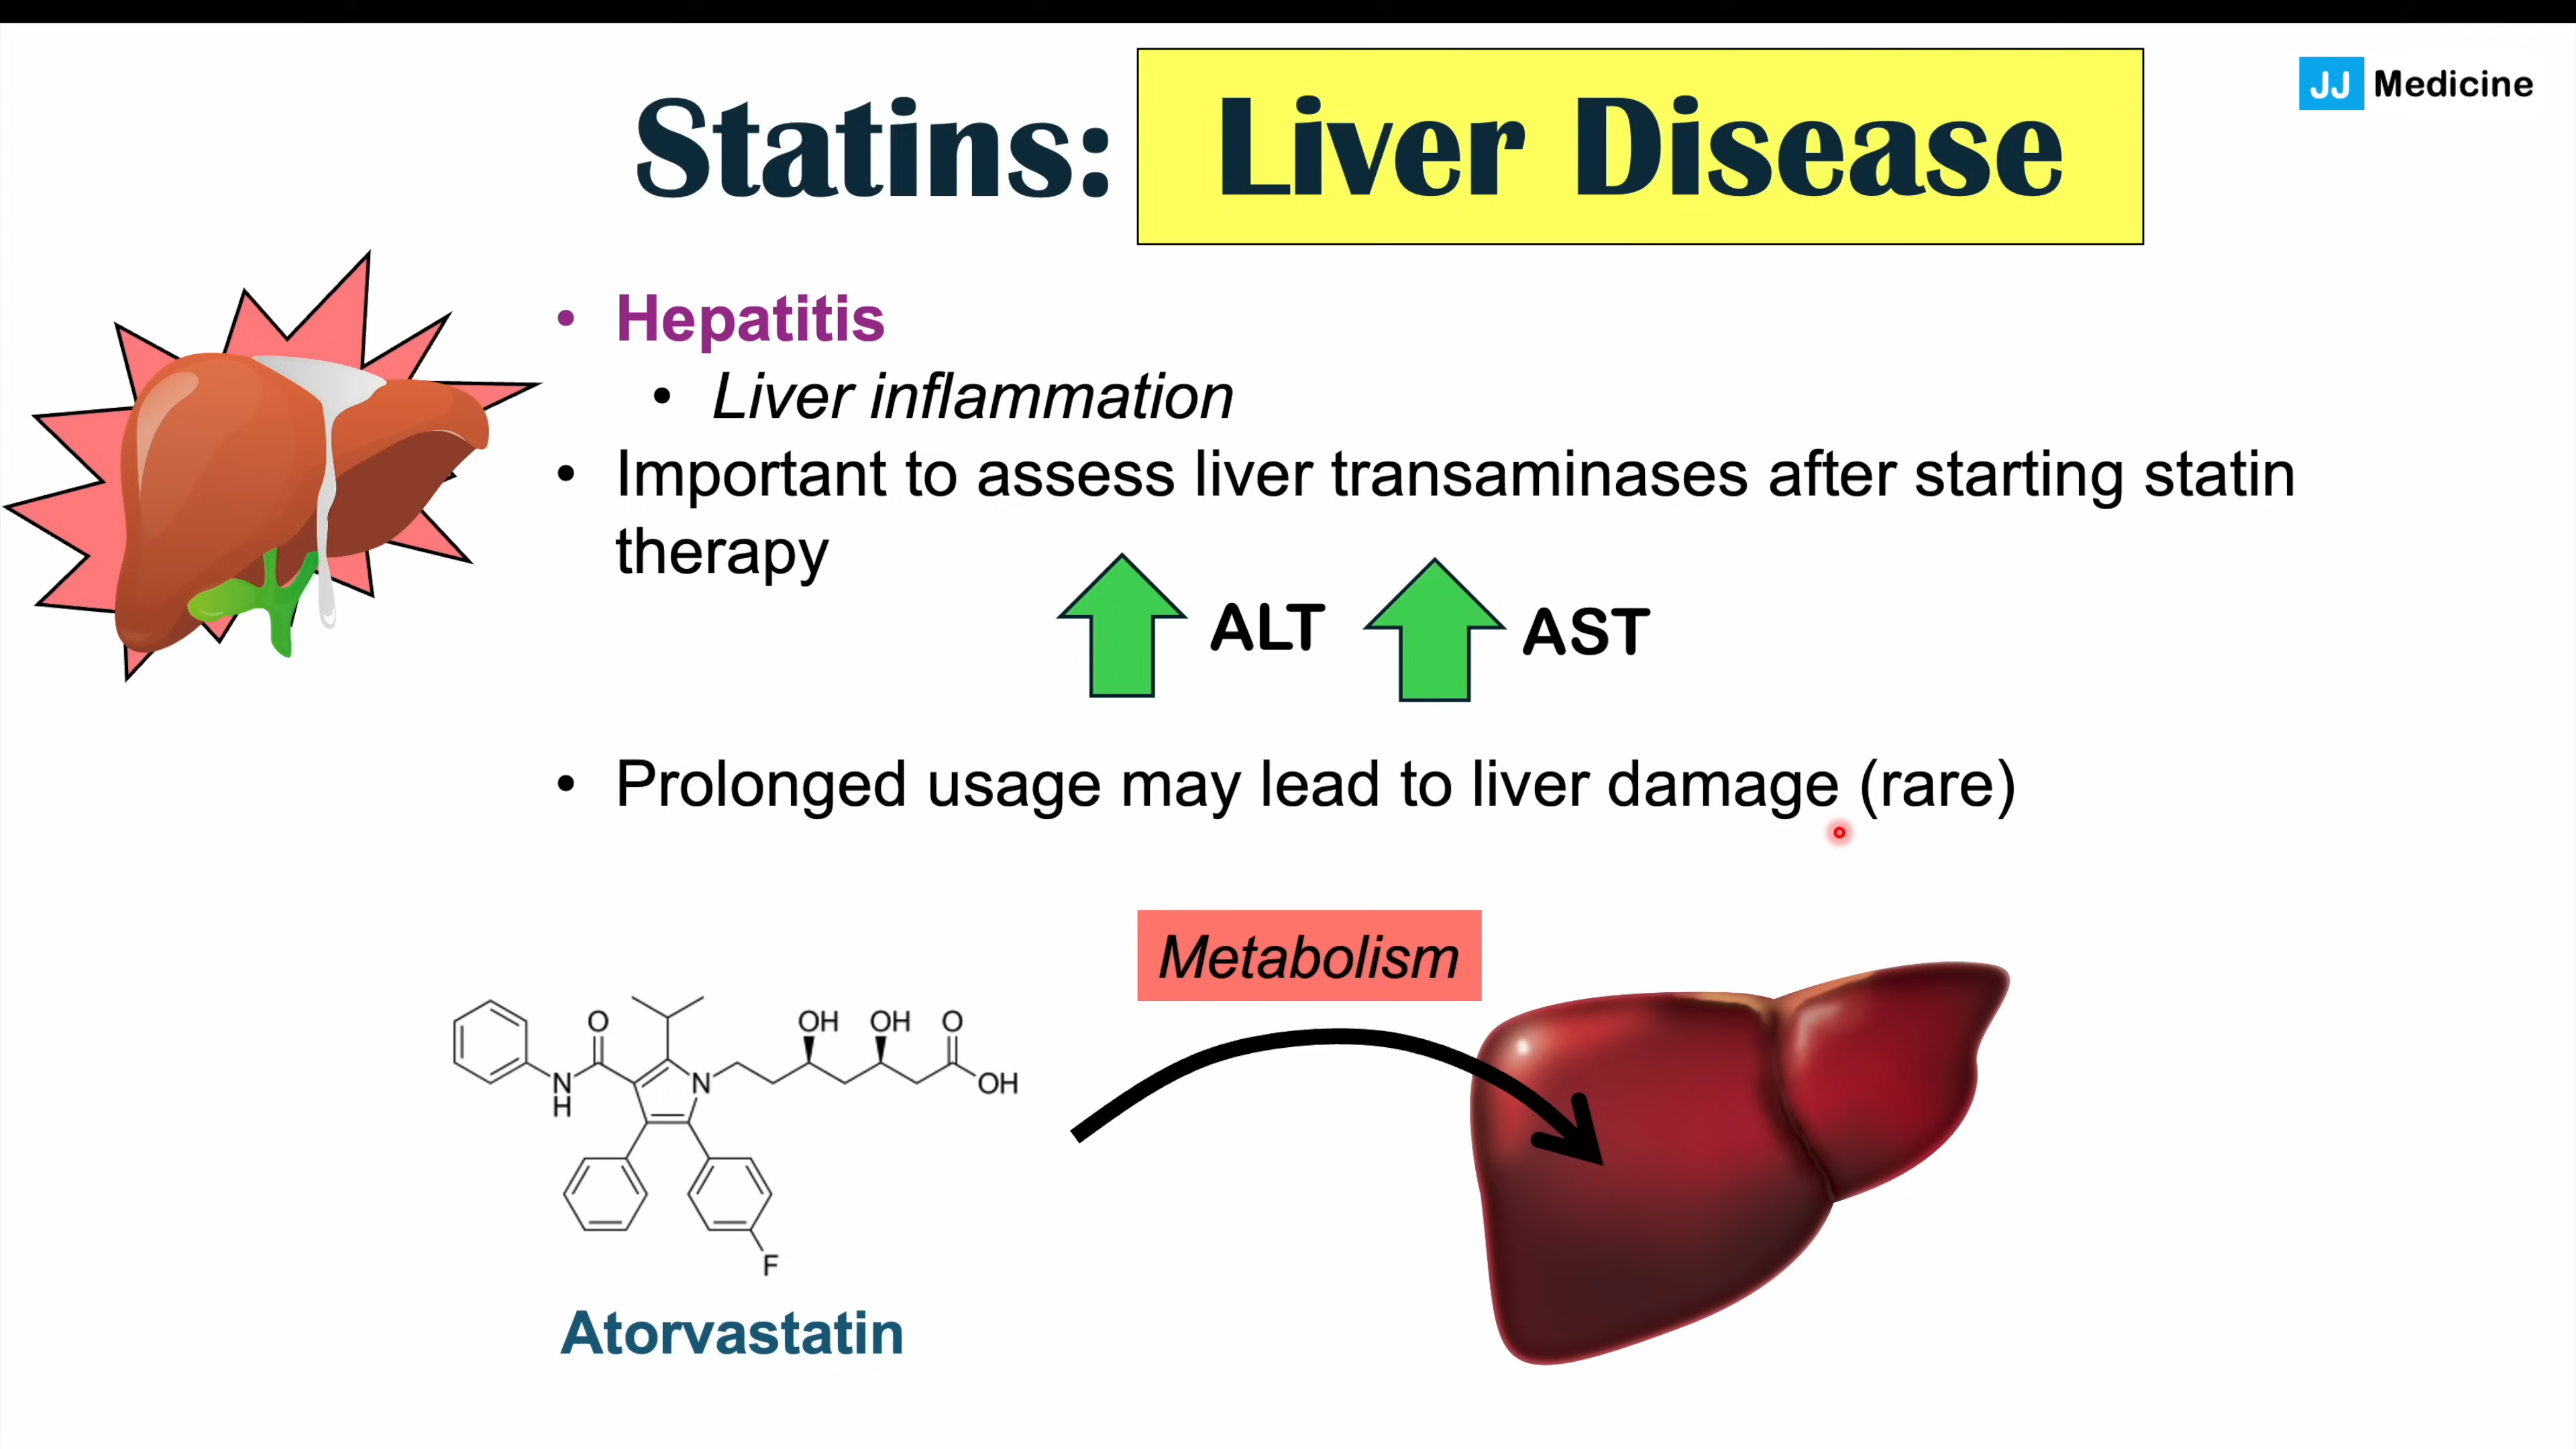 JJ Medicine
Statins: Liver Disease
• Hepatitis
• Liver inflammation
• Important to assess liver transaminases after starting statin
therapy
ALT AST
• Prolonged usage may lead to liver damage (rare)
Metabolism
OH OH O
O
N
H
N
OH
F
Atorvastatin